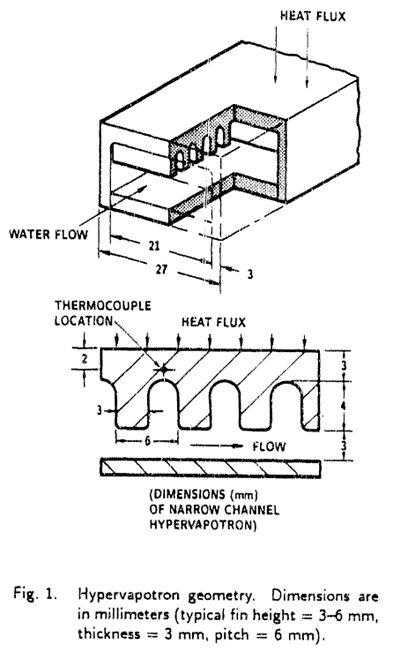 HEAT FLUX
WATER FLOW
21
27
3
THERMOCOUPLE
LOCATION
HEAT FLUX
2
3
3
4
6
FLOW
3
(DIMENSIONS (mm)
OF NARROW CHANNEL
HYPERVAPOTRON)
Fig. 1. Hypervapotron geometry. Dimensions are
in millimeters (typical fin height = 3–6 mm,
thickness = 3 mm, pitch = 6 mm).